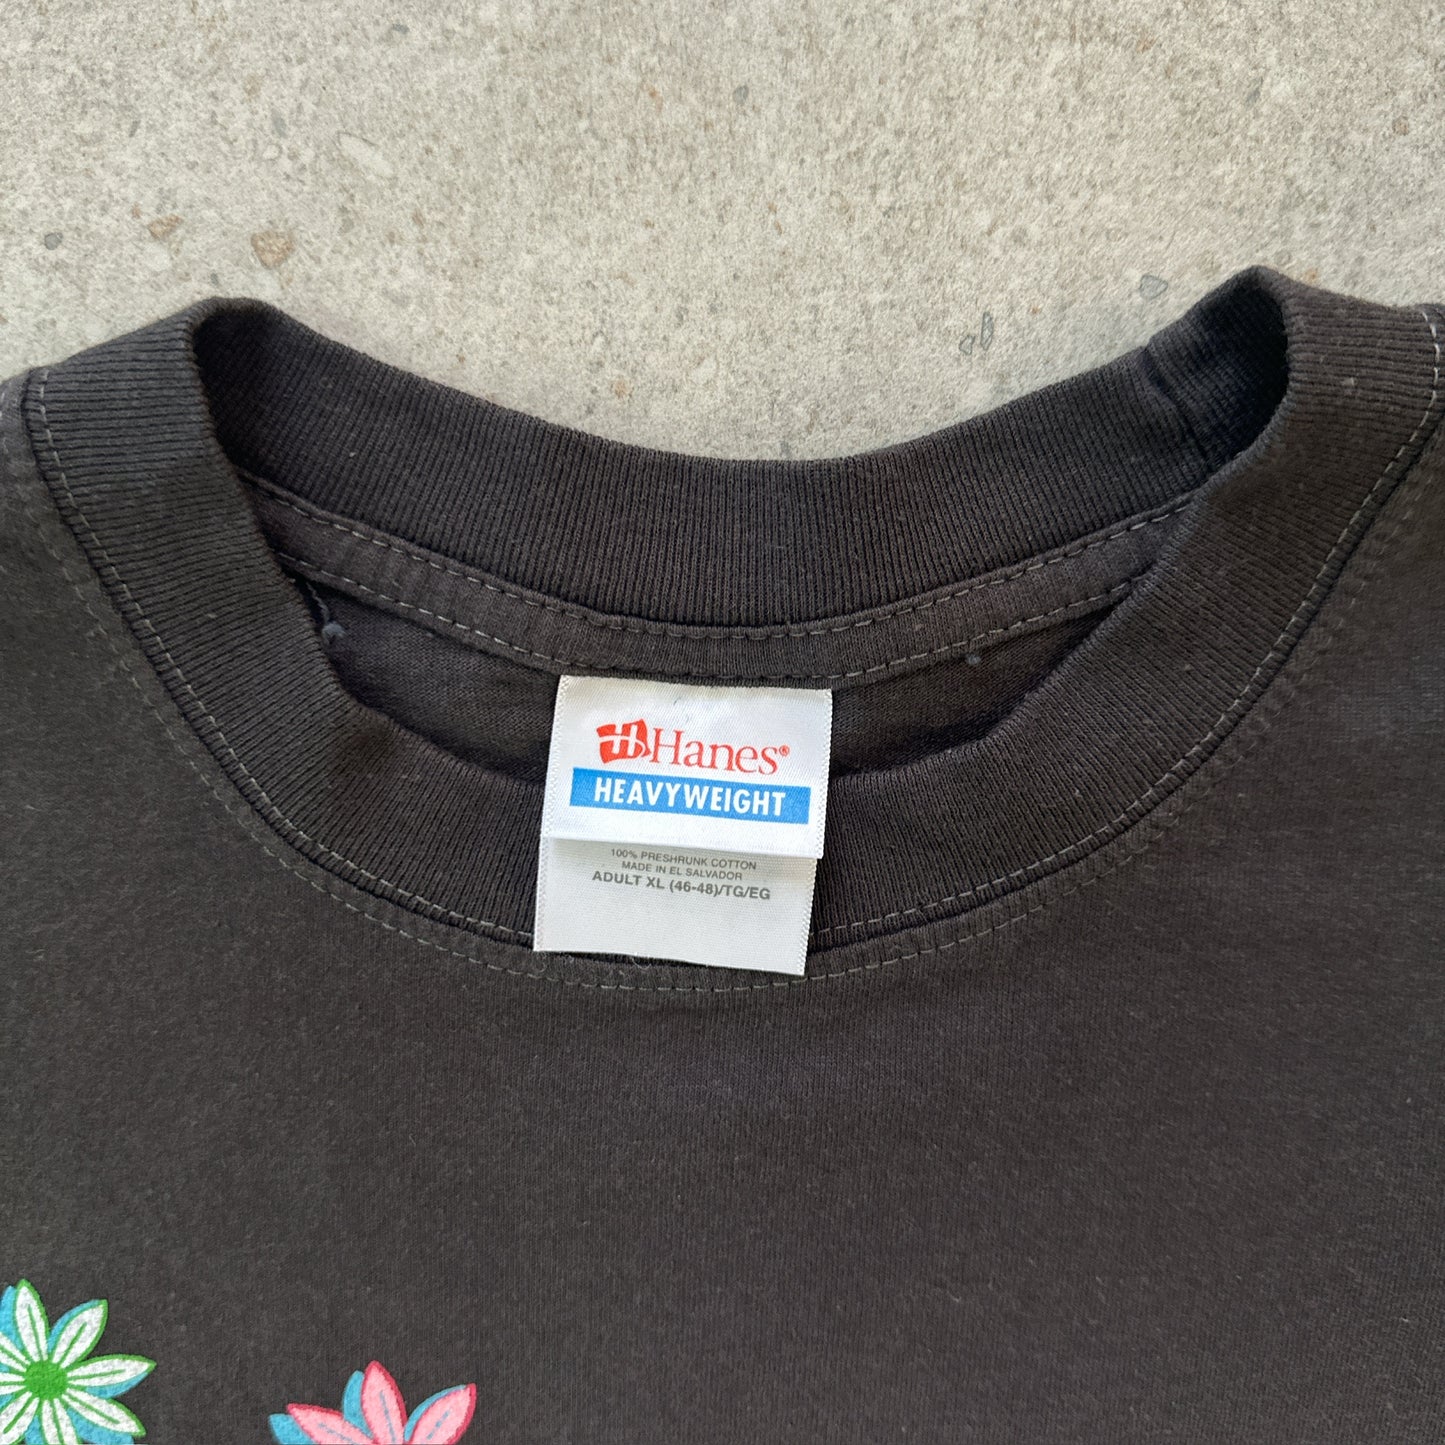 Hanes®
HEAVYWEIGHT
100% PRESHRUNK COTTON
MADE IN EL SALVADOR
ADULT XL (46-48)/TG/EG